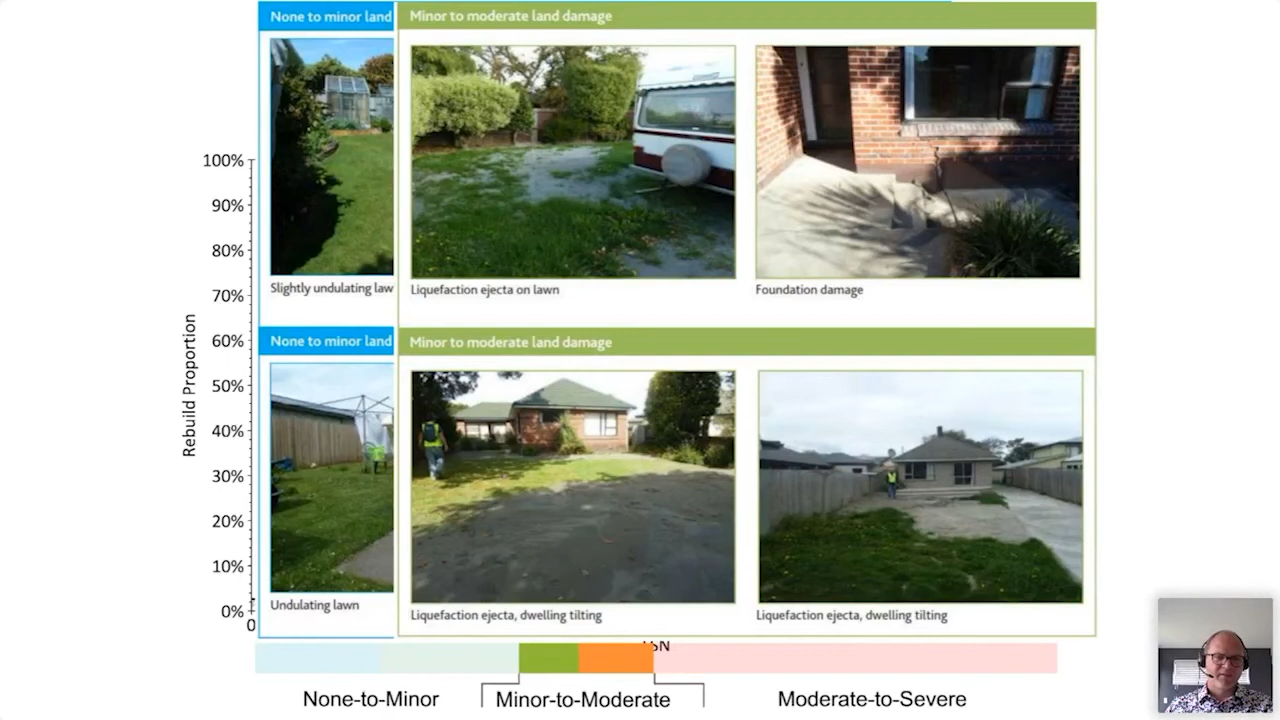 None to minor land
Minor to moderate land damage
100%
90%
80%
70%
60%
50%
40%
30%
20%
10%
0%
0
Rebuild Proportion
Slightly undulating law
Liquefaction ejecta on lawn
Foundation damage
None to minor land
Minor to moderate land damage
Undulating lawn
Liquefaction ejecta, dwelling tilting
Liquefaction ejecta, dwelling tilting
None-to-Minor
Minor-to-Moderate
Moderate-to-Severe